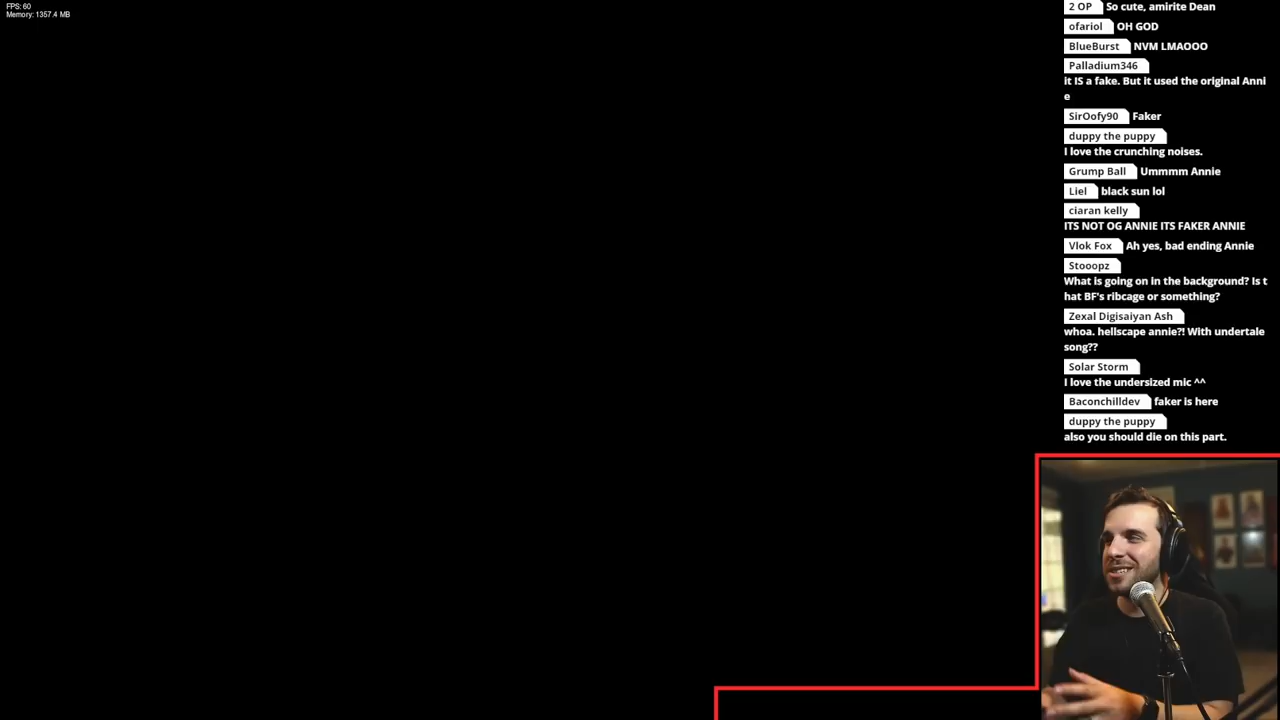 FPS: 60
Memory: 1357.4 MB
2 OP So cute, amirite Dean
ofariol OH GOD
BlueBurst NVM LMAOOO
Palladium346
it IS a fake. But it used the original Anni
e
SirOofy90 Faker
duppy the puppy
I love the crunching noises.
Grump Ball Ummmm Annie
Liel black sun lol
ciaran kelly
ITS NOT OG ANNIE ITS FAKER ANNIE
Vlok Fox Ah yes, bad ending Annie
Stooopz
What is going on in the background? Is t
hat BF's ribcage or something?
Zexal Digisaiyan Ash
whoa. hellscape annie?! With undertale
song??
Solar Storm
I love the undersized mic ^^
Baconchilldev faker is here
duppy the puppy
also you should die on this part.